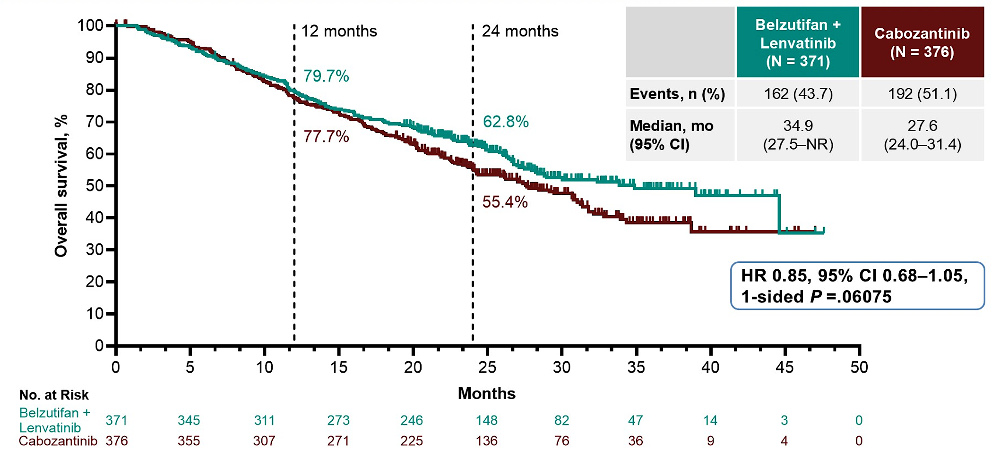 Belzutifan +
Lenvatinib
(N = 371)
Cabozantinib
(N = 376)
Events, n (%)
162 (43.7)
192 (51.1)
Median, mo
(95% CI)
34.9
(27.5–NR)
27.6
(24.0–31.4)
Overall survival, %
100
90
80
70
60
50
40
30
20
10
0
12 months
24 months
79.7%
77.7%
62.8%
55.4%
HR 0.85, 95% CI 0.68–1.05,
1-sided P =.06075
0 5 10 15 20 25 30 35 40 45 50
Months
No. at Risk
Belzutifan +
Lenvatinib
371 345 311 273 246 148 82 47 14 3 0
Cabozantinib 376 355 307 271 225 136 76 36 9 4 0